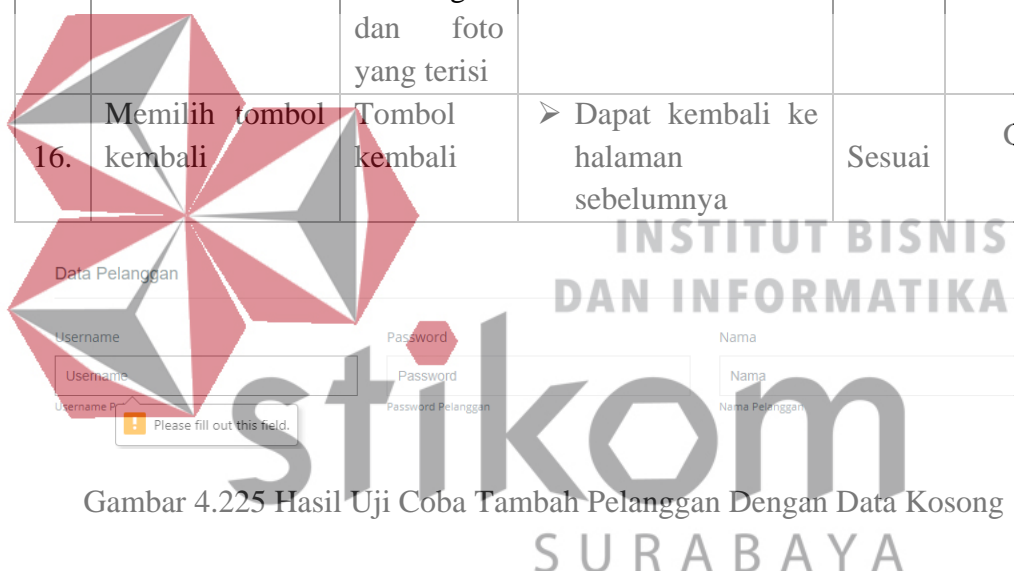 dan foto
yang terisi
16. Memilih tombol kembali
Tombol kembali
➢ Dapat kembali ke halaman sebelumnya
Sesuai
INSTITUT BISNIS
DAN INFORMATIKA
stikom
SURABAYA
Data Pelanggan
Username
Password
Nama
Username
Password
Nama
Username P
Password Pelanggan
Nama Pelanggan
Please fill out this field.
Gambar 4.225 Hasil Uji Coba Tambah Pelanggan Dengan Data Kosong